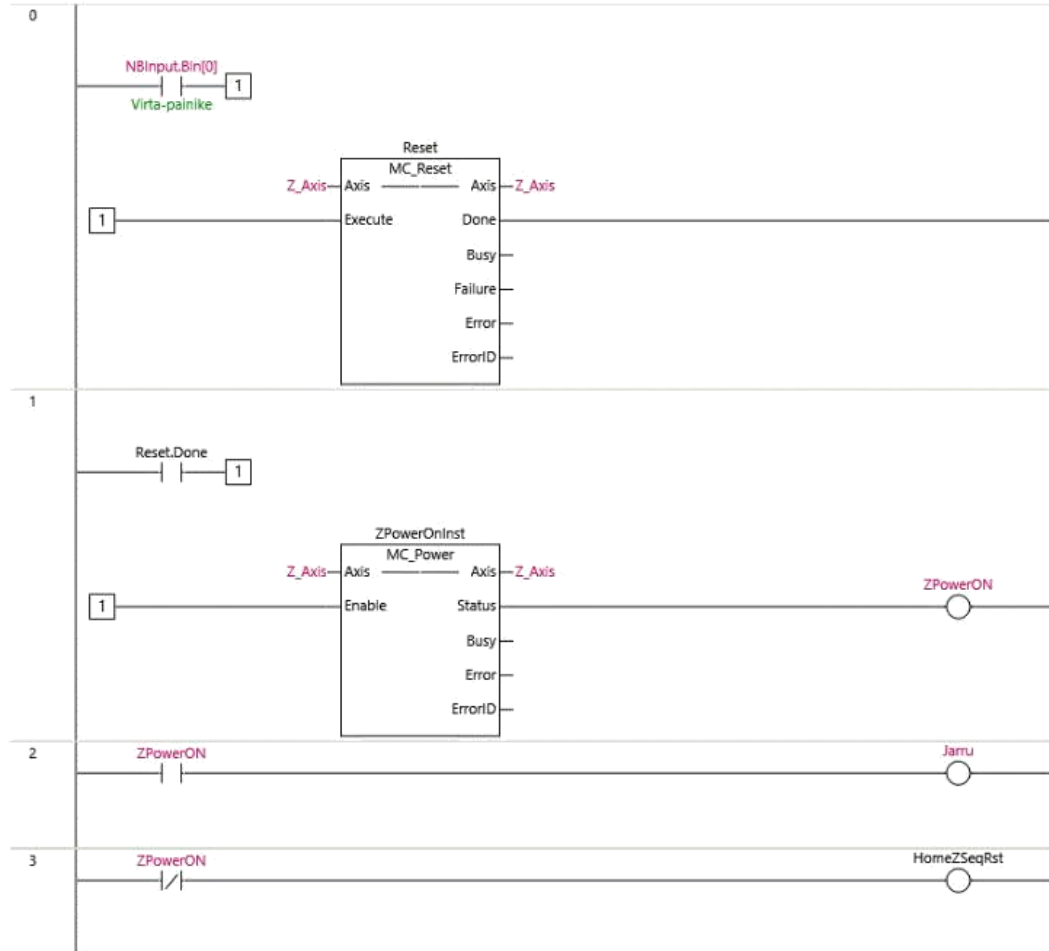 0
NBInput.Bin[0]
1
Virta-painike
Reset
MC_Reset
Z_Axis Axis Axis Z_Axis
1 Execute Done
Busy
Failure
Error
ErrorID
1
Reset.Done
1
ZPowerOnInst
MC_Power
Z_Axis Axis Axis Z_Axis
ZPowerON
1 Enable Status
Busy
Error
ErrorID
2 ZPowerON Jarru
3 ZPowerON HomeZSeqRst